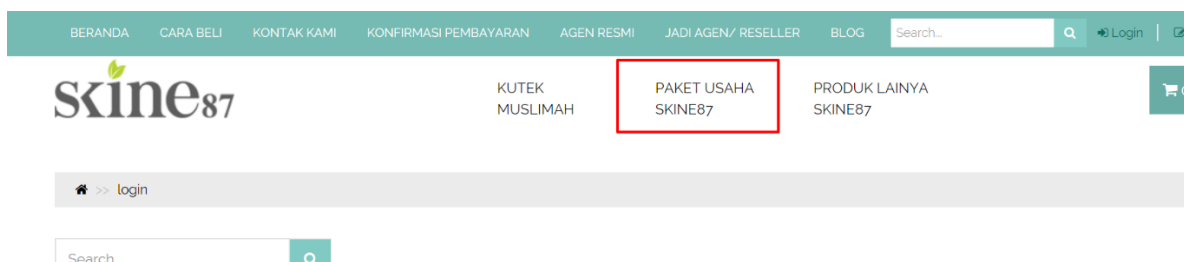 BERANDA CARA BELI KONTAK KAMI KONFIRMASI PEMBAYARAN AGEN RESMI JADI AGEN/ RESELLER BLOG Search... Login
skine87
KUTEK MUSLIMAH
PAKET USAHA SKINE87
PRODUK LAINYA SKINE87
>> login
Search